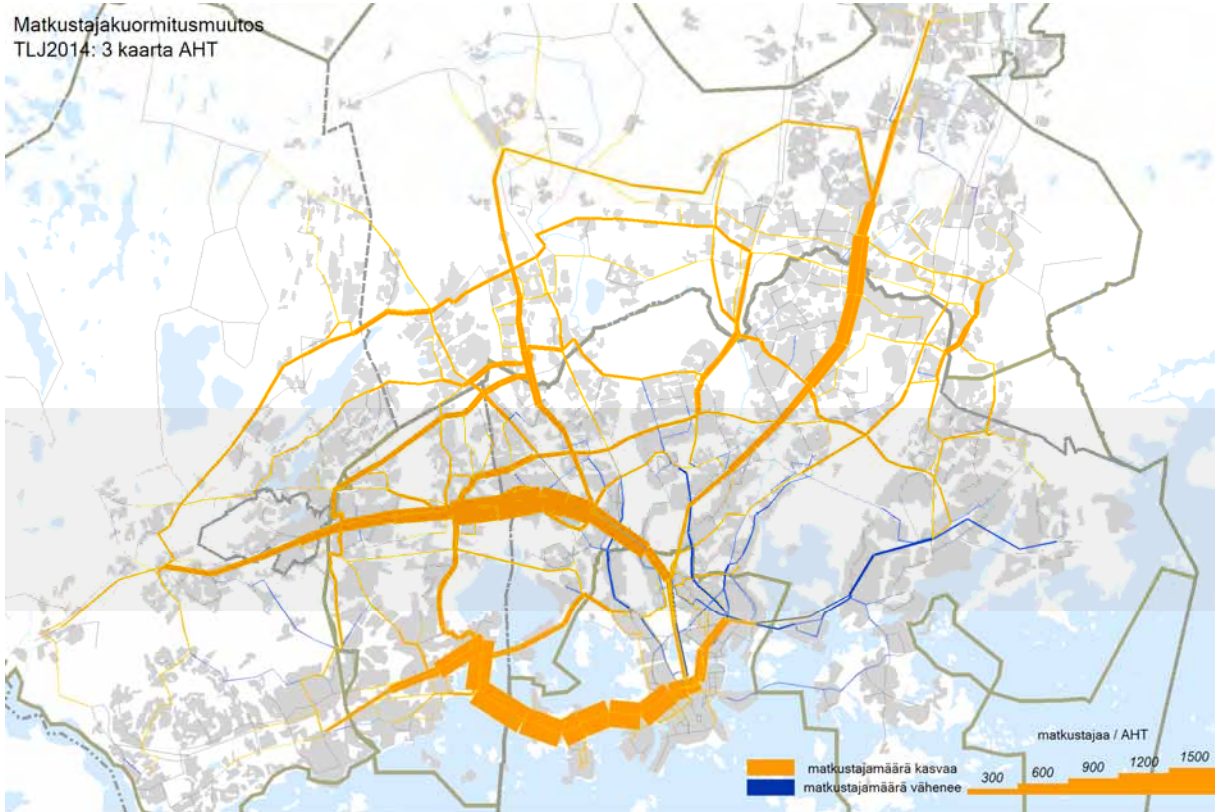 Matkustajakuormitusmuutos
TLJ2014: 3 kaarta AHT
matkustajaa / AHT
matkustajamäärä kasvaa
matkustajamäärä vähenee
300 600 900 1200 1500